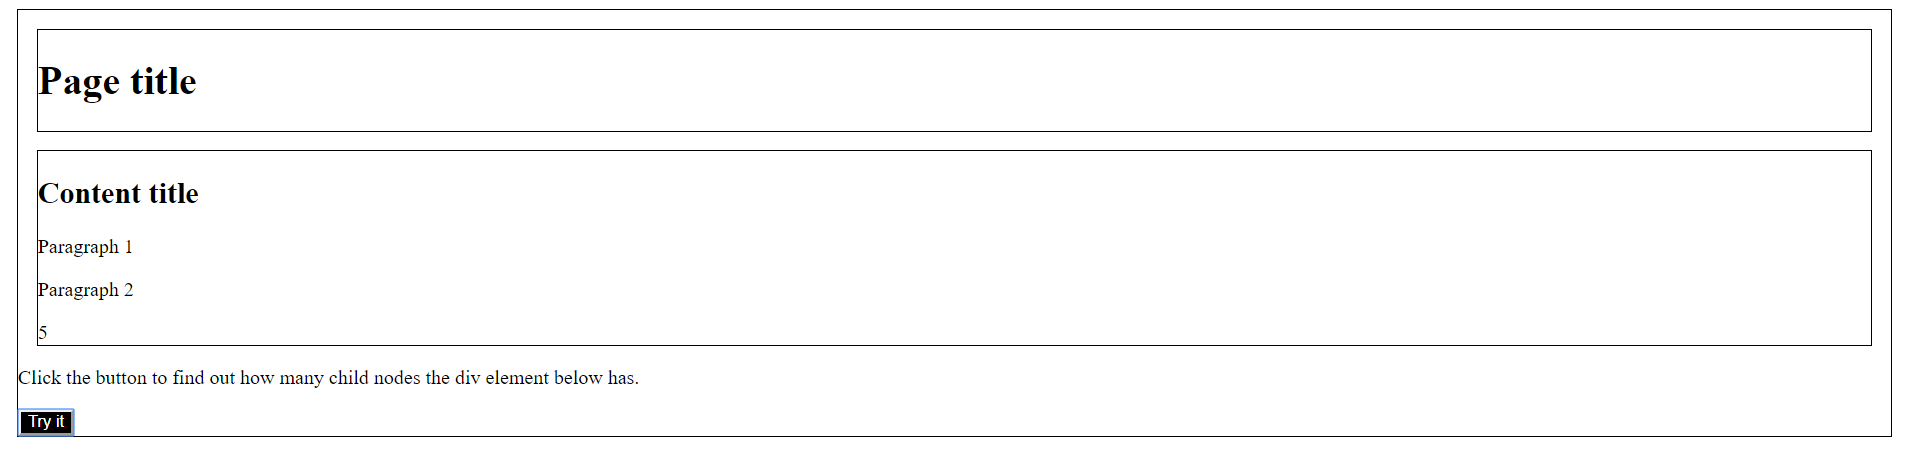 Page title
Content title
Paragraph 1
Paragraph 2
5
Click the button to find out how many child nodes the div element below has.
Try it